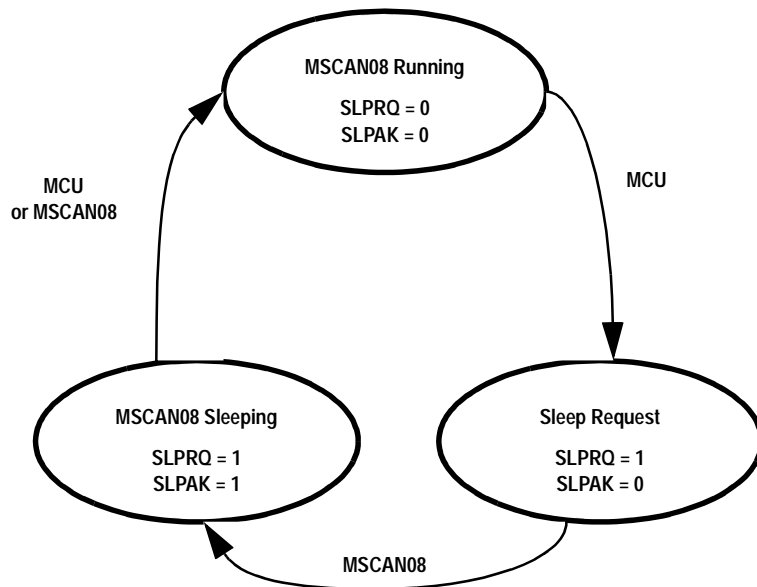 MSCAN08 Running
SLPRQ = 0
SLPAK = 0
MCU
or MSCAN08
MCU
MSCAN08 Sleeping
SLPRQ = 1
SLPAK = 1
Sleep Request
SLPRQ = 1
SLPAK = 0
MSCAN08